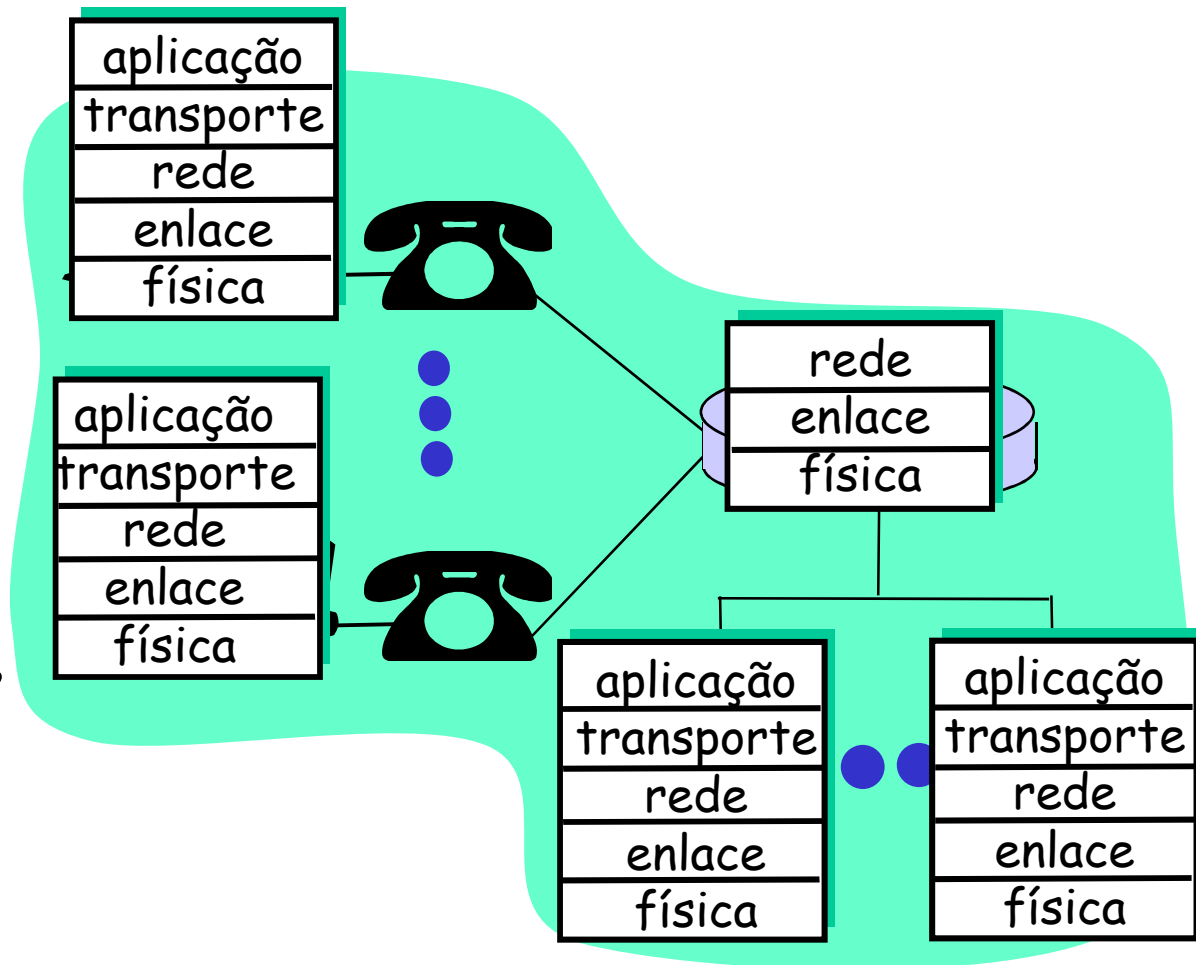 aplicação
transporte
rede
enlace
física
aplicação
transporte
rede
enlace
física
rede
enlace
física
aplicação
transporte
rede
enlace
física
aplicação
transporte
rede
enlace
física